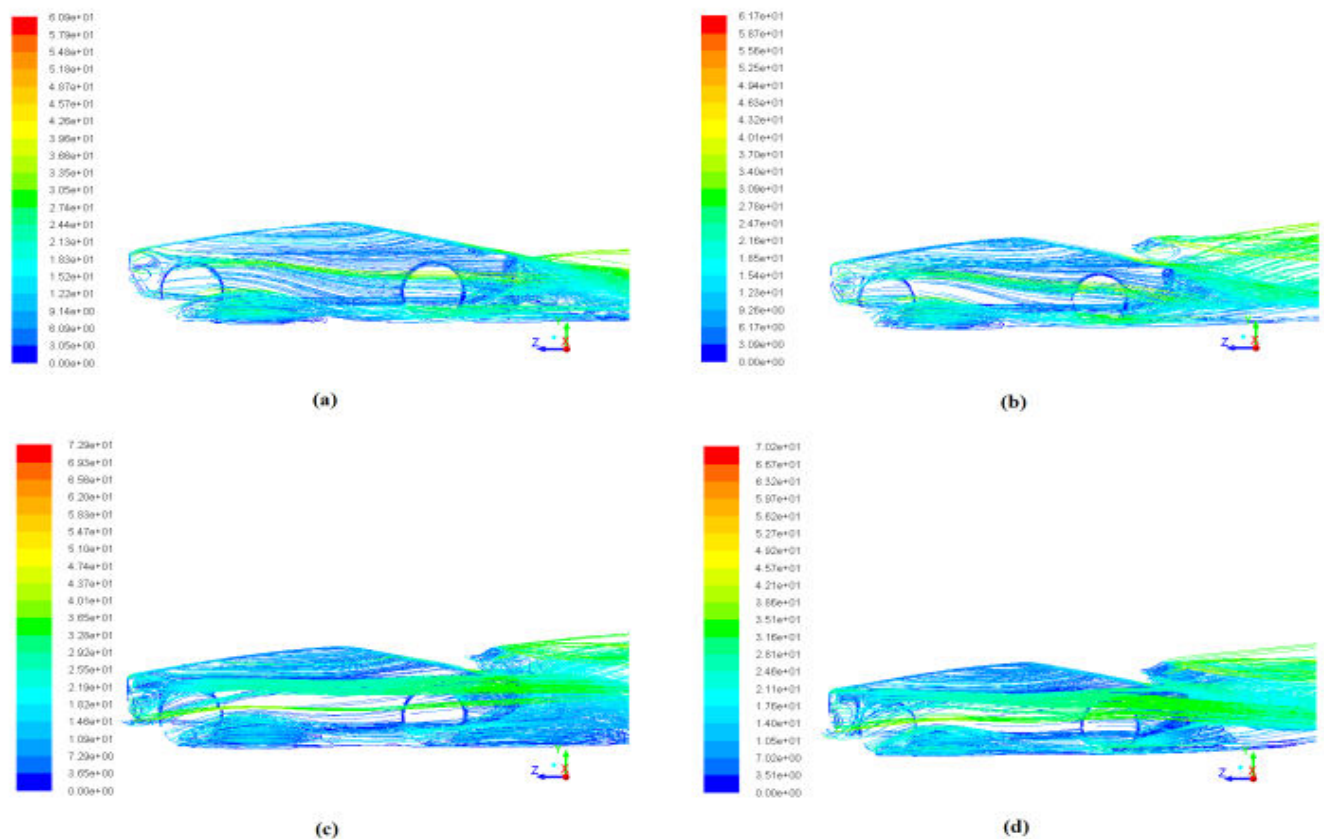 6.09e+01
5.79e+01
5.48e+01
5.18e+01
4.87e+01
4.57e+01
4.26e+01
3.96e+01
3.66e+01
3.35e+01
3.05e+01
2.74e+01
2.44e+01
2.13e+01
1.83e+01
1.52e+01
1.22e+01
9.14e+00
6.09e+00
3.05e+00
0.00e+00
Y
Z X
(a)
6.17e+01
5.87e+01
5.56e+01
5.25e+01
4.94e+01
4.63e+01
4.32e+01
4.01e+01
3.70e+01
3.40e+01
3.09e+01
2.78e+01
2.47e+01
2.16e+01
1.85e+01
1.54e+01
1.23e+01
9.26e+00
6.17e+00
3.09e+00
0.00e+00
Y
Z X
(b)
7.29e+01
6.93e+01
6.56e+01
6.20e+01
5.83e+01
5.47e+01
5.10e+01
4.74e+01
4.37e+01
4.01e+01
3.65e+01
3.28e+01
2.92e+01
2.55e+01
2.19e+01
1.82e+01
1.46e+01
1.09e+01
7.29e+00
3.65e+00
0.00e+00
Y
Z X
(c)
7.02e+01
6.67e+01
6.32e+01
5.97e+01
5.62e+01
5.27e+01
4.92e+01
4.57e+01
4.21e+01
3.86e+01
3.51e+01
3.16e+01
2.81e+01
2.46e+01
2.11e+01
1.76e+01
1.40e+01
1.05e+01
7.02e+00
3.51e+00
0.00e+00
Y
Z X
(d)